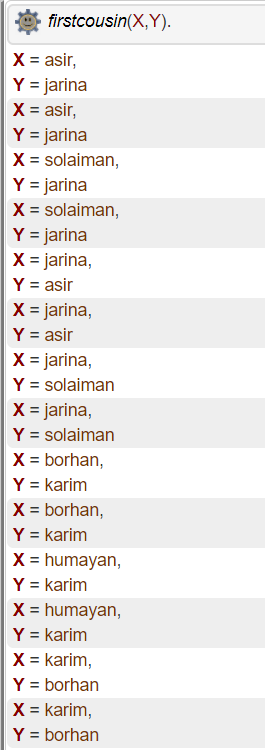 firstcousin(X,Y).
X = asir,
Y = jarina
X = asir,
Y = jarina
X = solaiman,
Y = jarina
X = solaiman,
Y = jarina
X = jarina,
Y = asir
X = jarina,
Y = asir
X = jarina,
Y = solaiman
X = jarina,
Y = solaiman
X = borhan,
Y = karim
X = borhan,
Y = karim
X = humayan,
Y = karim
X = humayan,
Y = karim
X = karim,
Y = borhan
X = karim,
Y = borhan